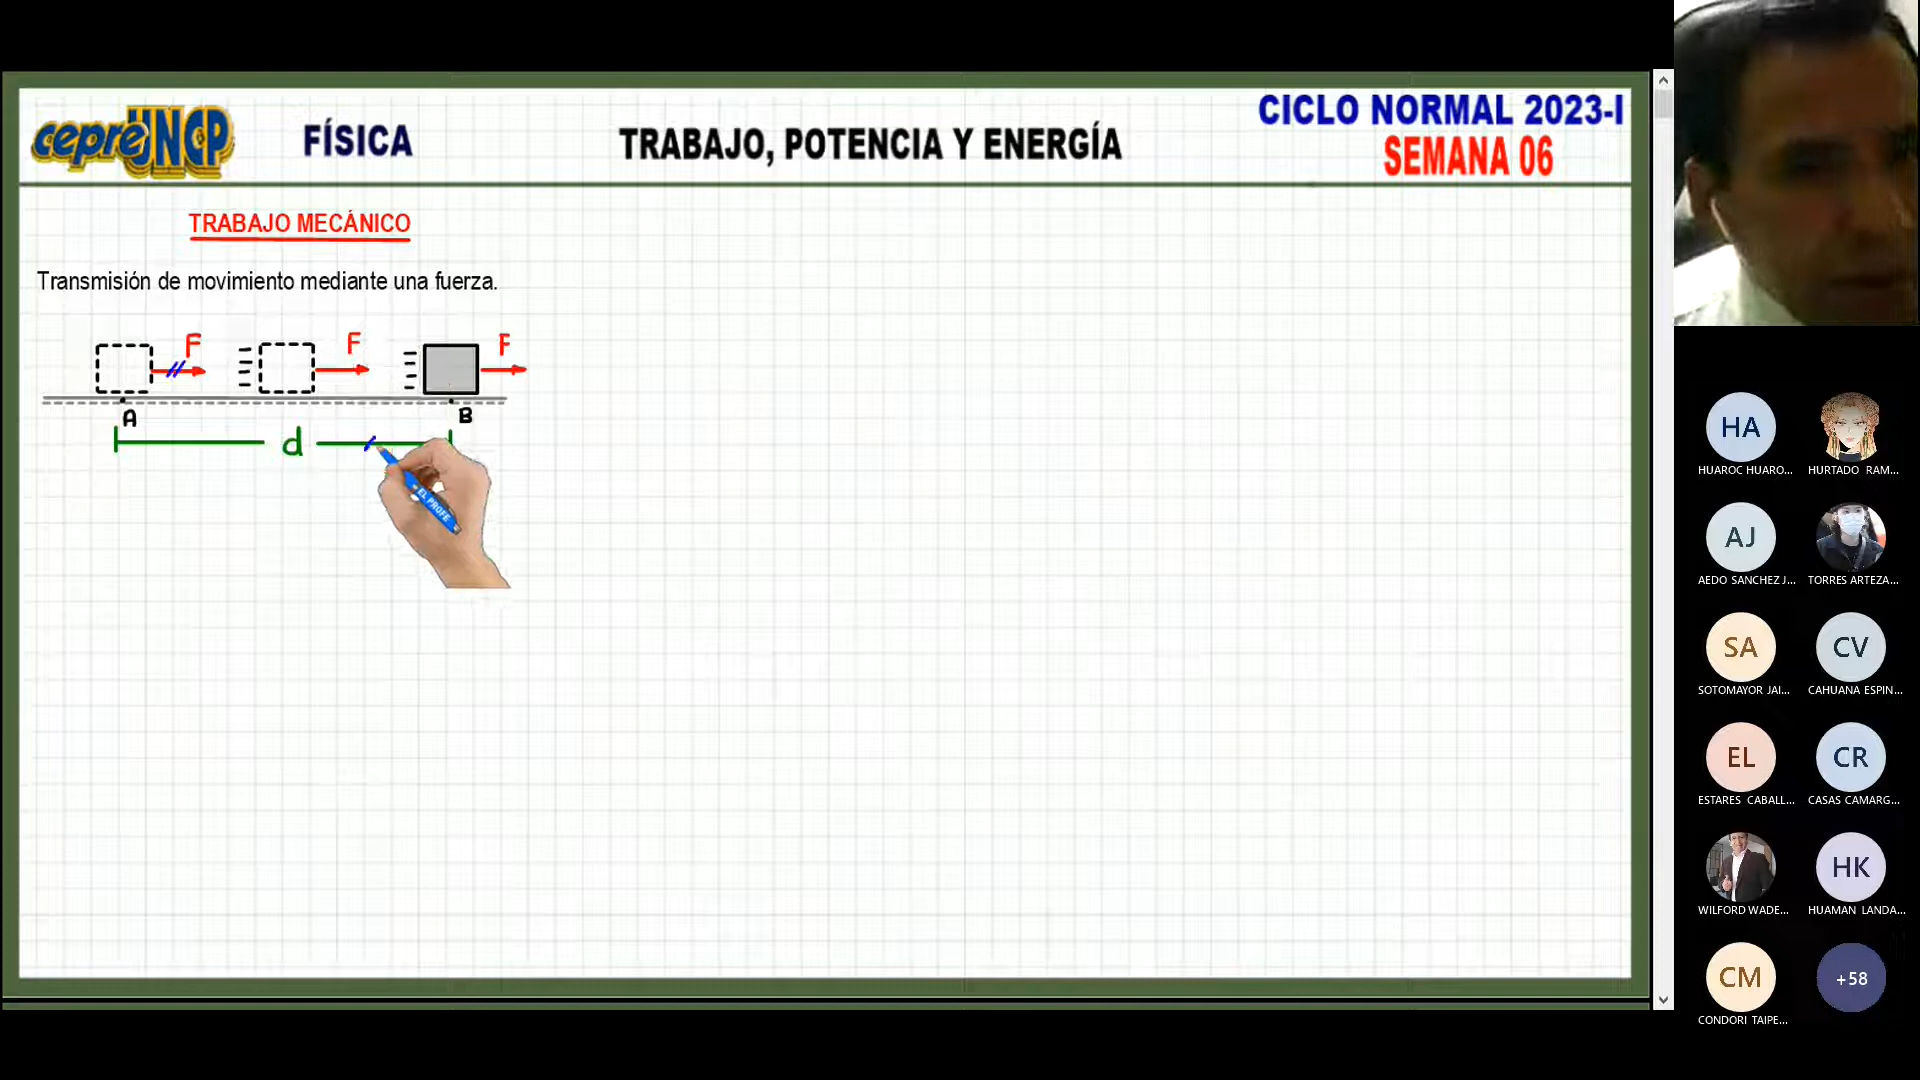 cepre UNCP
FÍSICA
TRABAJO, POTENCIA Y ENERGÍA
CICLO NORMAL 2023-I
SEMANA 06
TRABAJO MECÁNICO
Transmisión de movimiento mediante una fuerza.
F F F
A B
d
EL PROFE
HA
HUAROC HUARO...
HURTADO RAM...
AJ
AEDO SANCHEZ J...
TORRES ARTEZA...
SA
SOTOMAYOR JAI...
CV
CAHUANA ESPIN...
EL
ESTARES CABALL...
CR
CASAS CAMARG...
WILFORD WADE...
HK
HUAMAN LANDA...
CM
CONDORI TAIPE...
+58